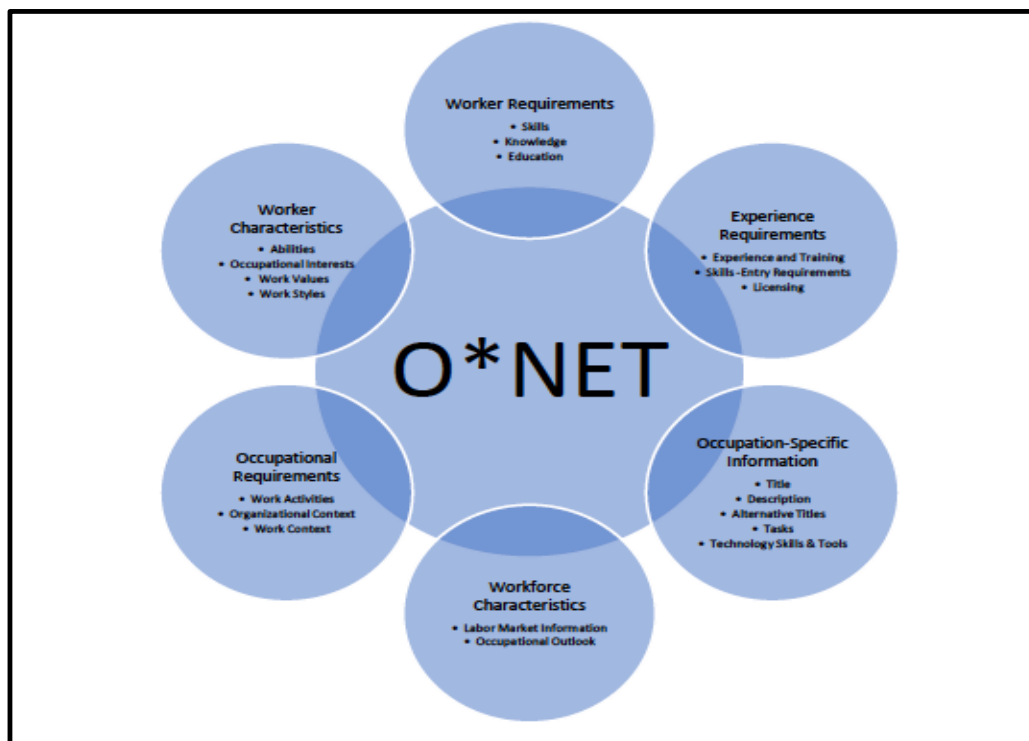 Worker Requirements
• Skills
• Knowledge
• Education
Worker
Characteristics
• Abilities
• Occupational Interests
• Work Values
• Work Styles
Experience
Requirements
• Experience and Training
• Skills -Entry Requirements
• Licensing
O*NET
Occupational
Requirements
• Work Activities
• Organizational Context
• Work Context
Occupation-Specific
Information
• Title
• Description
• Alternative Titles
• Tasks
• Technology Skills & Tools
Workforce
Characteristics
• Labor Market Information
• Occupational Outlook